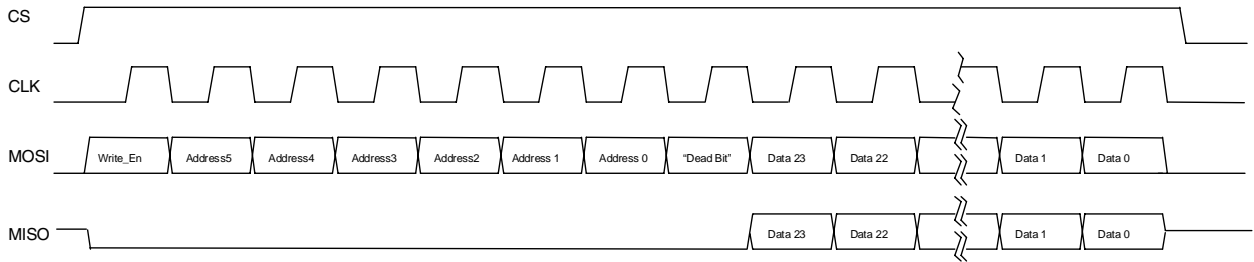 CS
CLK
MOSI Write_En Address5 Address4 Address3 Address2 Address 1 Address 0 “Dead Bit” Data 23 Data 22 Data 1 Data 0
MISO Data 23 Data 22 Data 1 Data 0